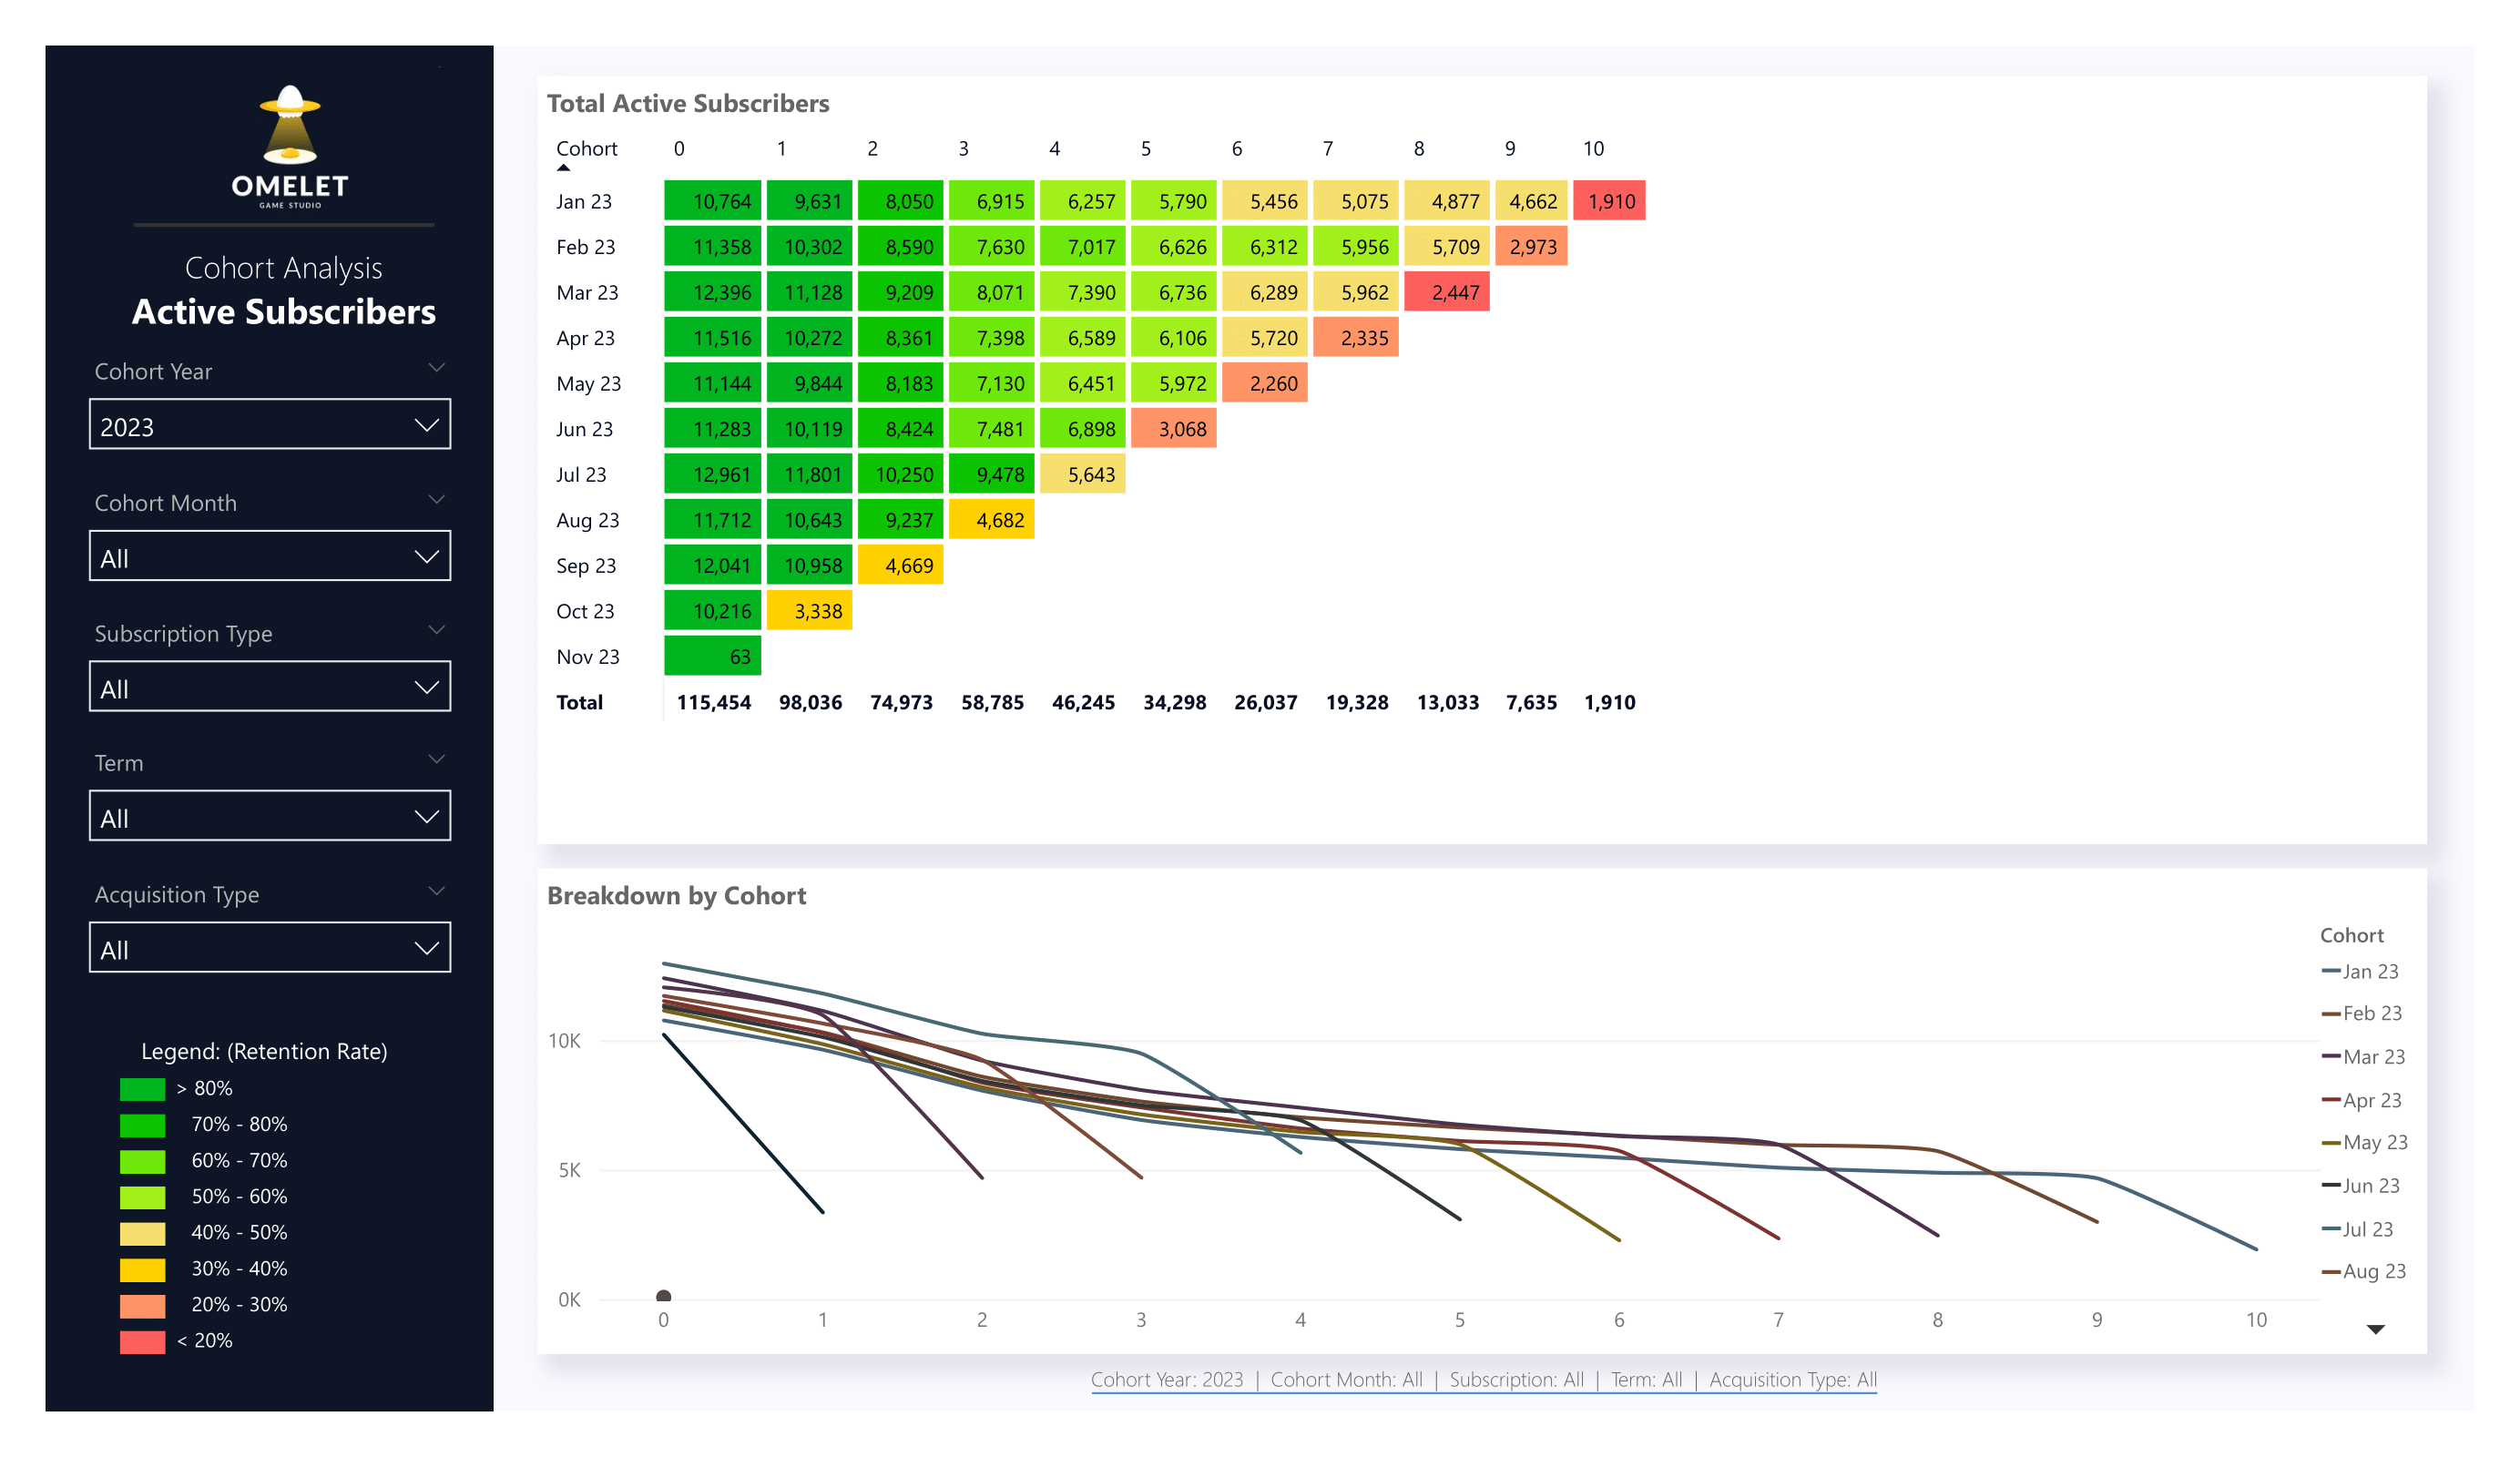 OMELET
GAME STUDIO
Cohort Analysis
Active Subscribers
Cohort Year
2023
Cohort Month
All
Subscription Type
All
Term
All
Acquisition Type
All
Legend: (Retention Rate)
> 80%
70% - 80%
60% - 70%
50% - 60%
40% - 50%
30% - 40%
20% - 30%
< 20%
Total Active Subscribers
Cohort 0 1 2 3 4 5 6 7 8 9 10
Jan 23 10,764 9,631 8,050 6,915 6,257 5,790 5,456 5,075 4,877 4,662 1,910
Feb 23 11,358 10,302 8,590 7,630 7,017 6,626 6,312 5,956 5,709 2,973
Mar 23 12,396 11,128 9,209 8,071 7,390 6,736 6,289 5,962 2,447
Apr 23 11,516 10,272 8,361 7,398 6,589 6,106 5,720 2,335
May 23 11,144 9,844 8,183 7,130 6,451 5,972 2,260
Jun 23 11,283 10,119 8,424 7,481 6,898 3,068
Jul 23 12,961 11,801 10,250 9,478 5,643
Aug 23 11,712 10,643 9,237 4,682
Sep 23 12,041 10,958 4,669
Oct 23 10,216 3,338
Nov 23 63
Total 115,454 98,036 74,973 58,785 46,245 34,298 26,037 19,328 13,033 7,635 1,910
Breakdown by Cohort
10K
5K
0K
0 1 2 3 4 5 6 7 8 9 10
Cohort
Jan 23
Feb 23
Mar 23
Apr 23
May 23
Jun 23
Jul 23
Aug 23
Cohort Year: 2023 | Cohort Month: All | Subscription: All | Term: All | Acquisition Type: All